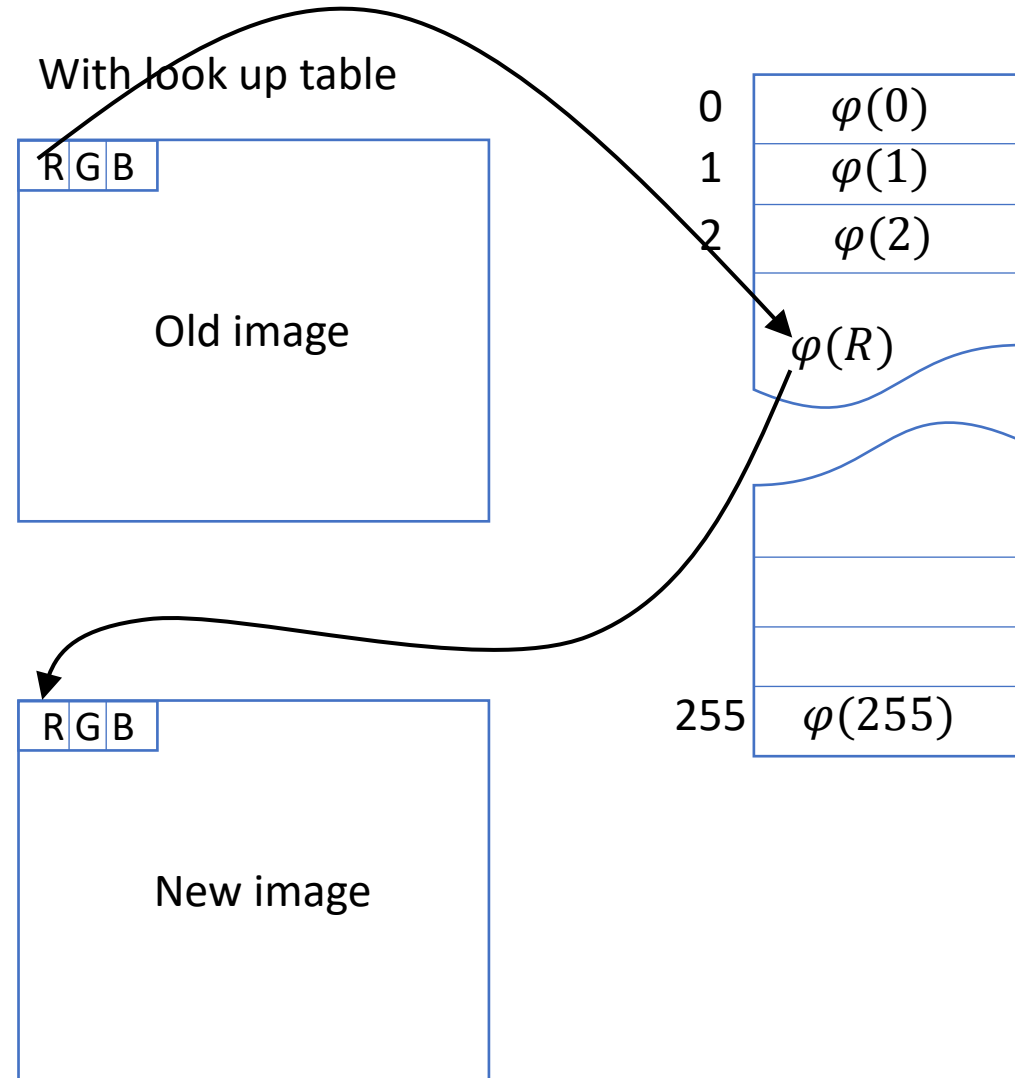 With look up table
R G B
Old image
0 φ(0)
1 φ(1)
2 φ(2)
φ(R)
255 φ(255)
R G B
New image